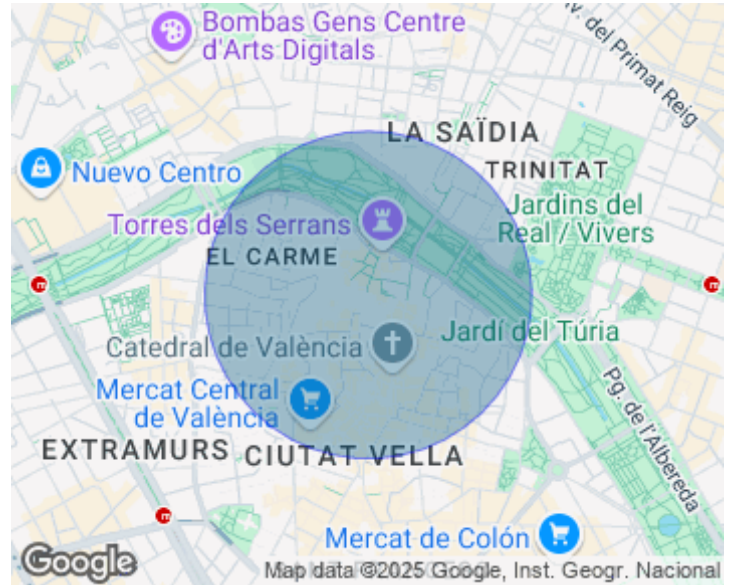 Bombas Gens Centre
d'Arts Digitals
Av. del Primat Reig
LA SAÏDIA
TRINITAT
Nuevo Centro
Jardins del
Real / Vivers
Torres dels Serrans
EL CARME
Jardí del Túria
Catedral de València
Mercat Central
de València
Pg. de l'Albereda
EXTRAMURS
CIUTAT VELLA
Mercat de Colón
Google
Map data ©2025 Google, Inst. Geogr. Nacional